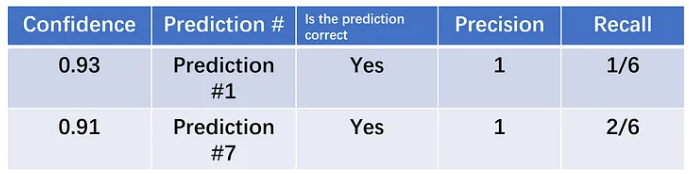 Confidence Prediction # Is the prediction correct Precision Recall
0.93 Prediction #1 Yes 1 1/6
0.91 Prediction #7 Yes 1 2/6